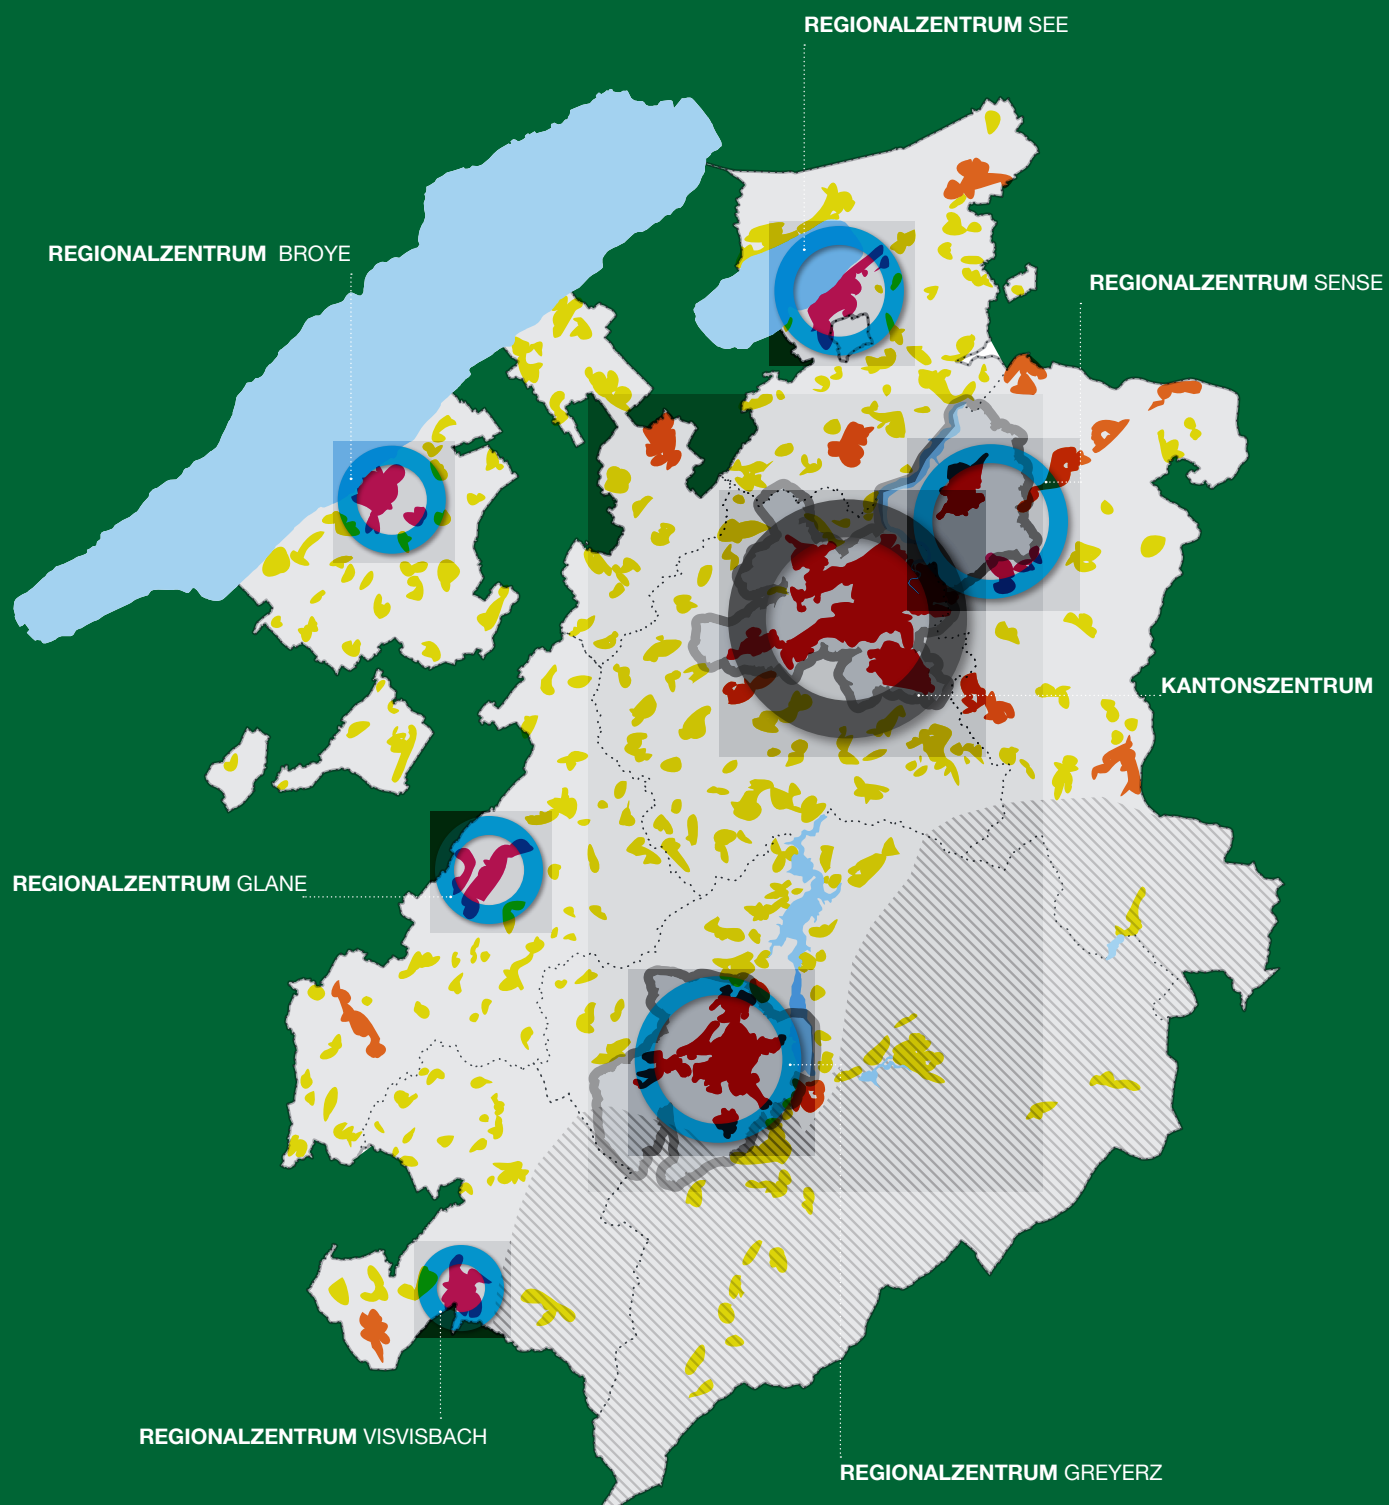 REGIONALZENTRUM SEE
REGIONALZENTRUM BROYE
REGIONALZENTRUM SENSE
KANTONSZENTRUM
REGIONALZENTRUM GLANE
REGIONALZENTRUM VISVISBACH
REGIONALZENTRUM GREYERZ